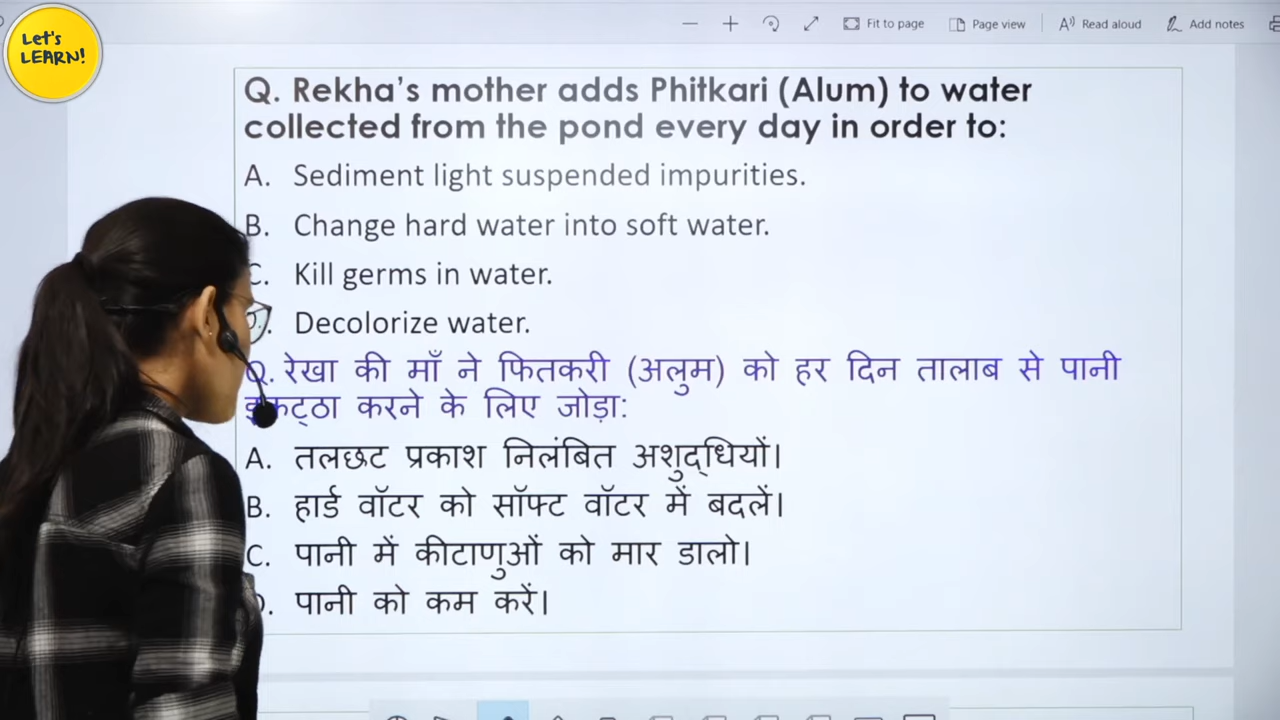 Let's
LEARN!
Fit to page
Page view
Read aloud
Add notes
Q. Rekha's mother adds Phitkari (Alum) to water
collected from the pond every day in order to:
A. Sediment light suspended impurities.
B. Change hard water into soft water.
C. Kill germs in water.
D. Decolorize water.
Q. रेखा की माँ ने फितकरी (अलुम) को हर दिन तालाब से पानी
इकट्ठा करने के लिए जोड़ा:
A. तलछट प्रकाश निलंबित अशुद्धियों।
B. हार्ड वॉटर को सॉफ्ट वॉटर में बदलें।
C. पानी में कीटाणुओं को मार डालो।
D. पानी को कम करें।